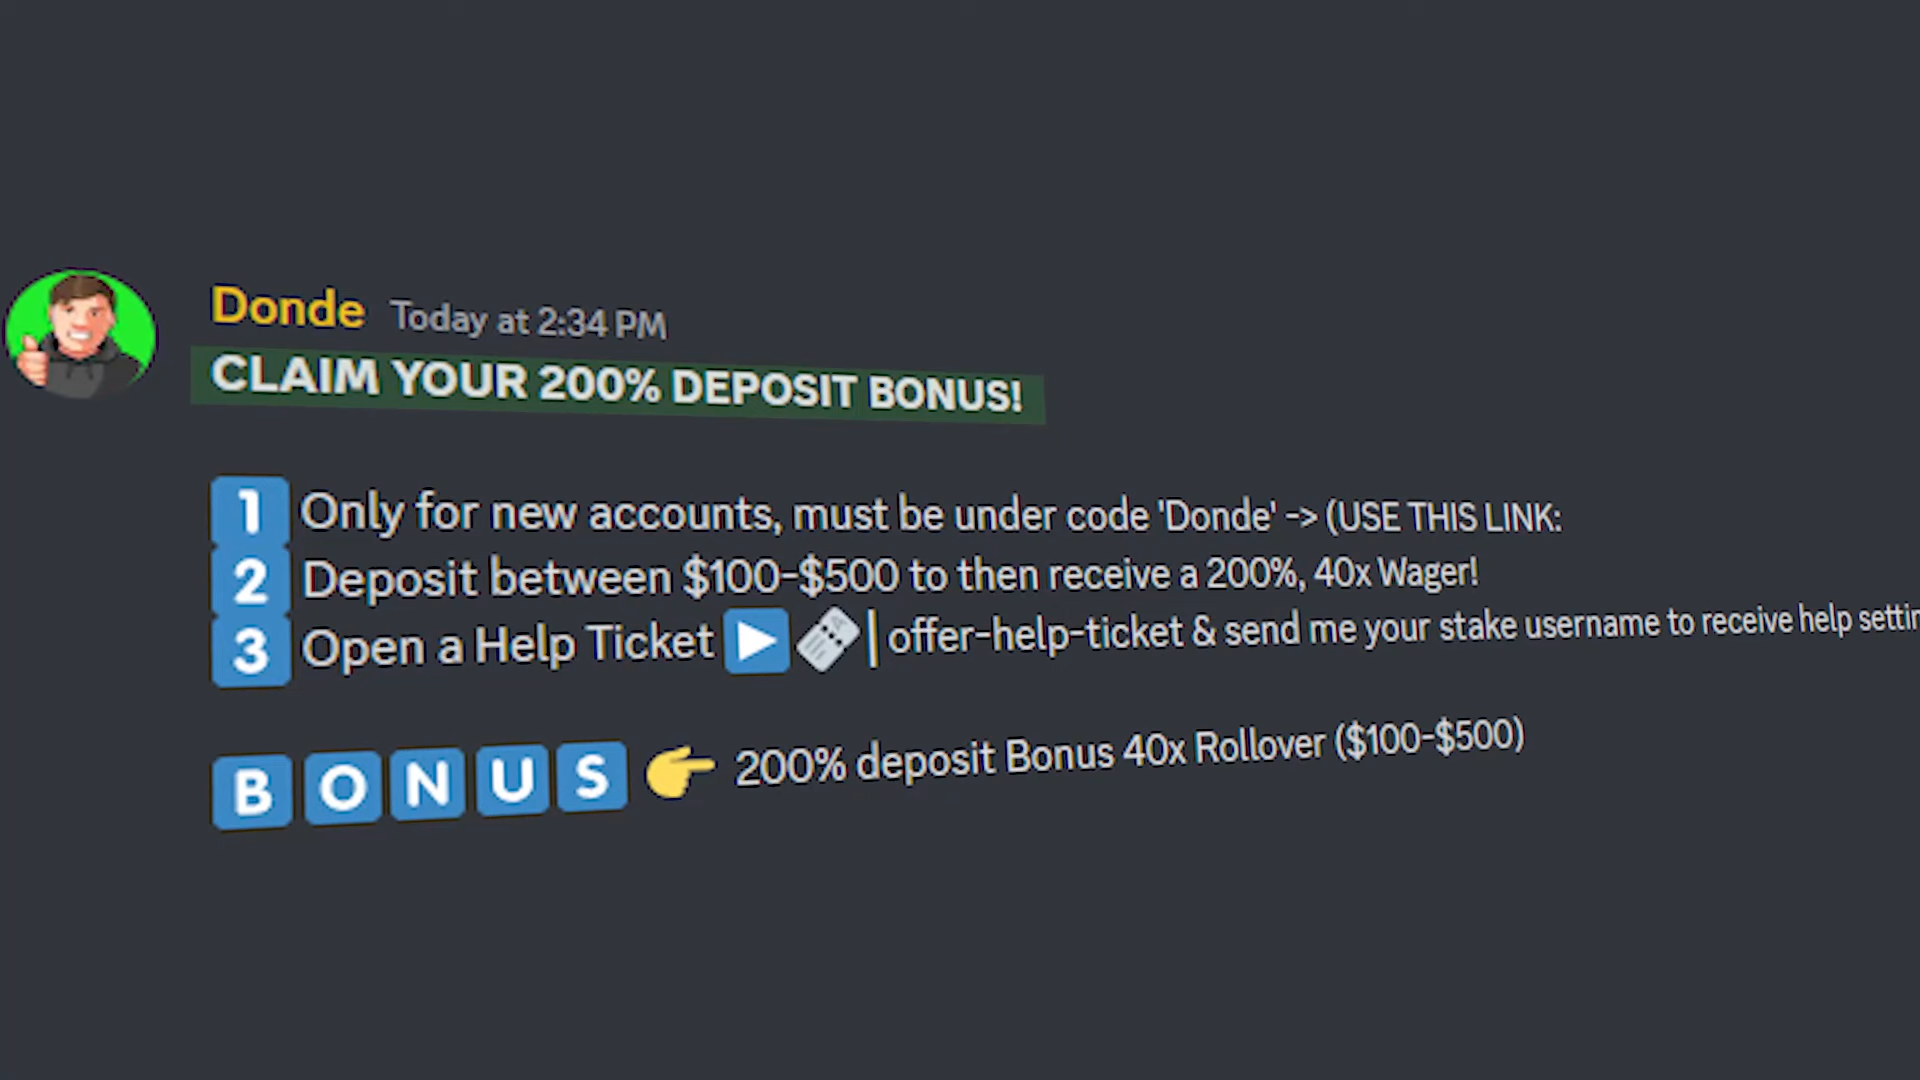 Donde Today at 2:34 PM
CLAIM YOUR 200% DEPOSIT BONUS!
1 Only for new accounts, must be under code 'Donde' -> (USE THIS LINK:
2 Deposit between $100-$500 to then receive a 200%, 40x Wager!
3 Open a Help Ticket | offer-help-ticket & send me your stake username to receive help
BONUS 200% deposit Bonus 40x Rollover ($100-$500)